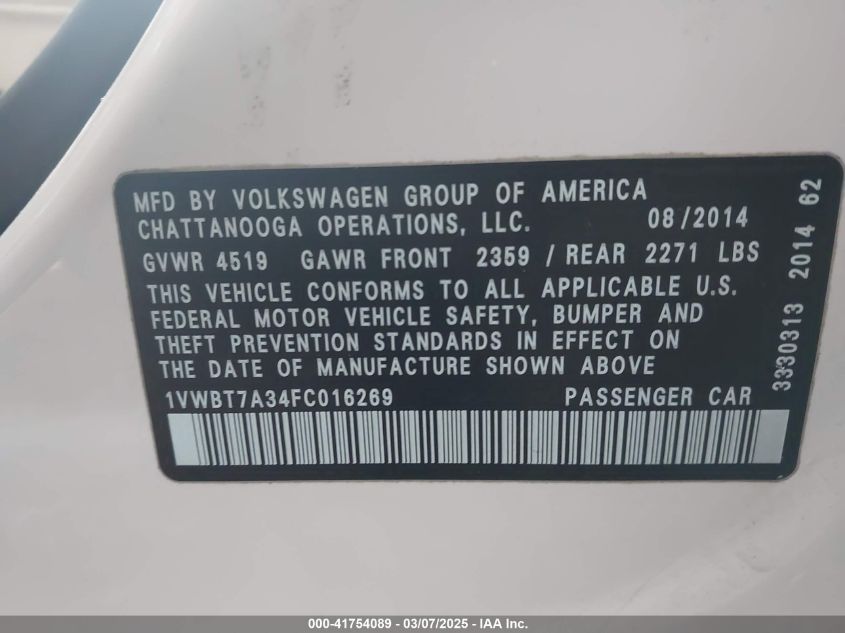 MFD BY VOLKSWAGEN GROUP OF AMERICA
CHATTANOOGA OPERATIONS, LLC. 08/2014
GVWR 4519 GAWR FRONT 2359 / REAR 2271 LBS
THIS VEHICLE CONFORMS TO ALL APPLICABLE U.S.
FEDERAL MOTOR VEHICLE SAFETY, BUMPER AND
THEFT PREVENTION STANDARDS IN EFFECT ON
THE DATE OF MANUFACTURE SHOWN ABOVE
1VWBT7A34FC016269 PASSENGER CAR
3330313 2014 62
000-41754089 - 03/07/2025 - IAA Inc.